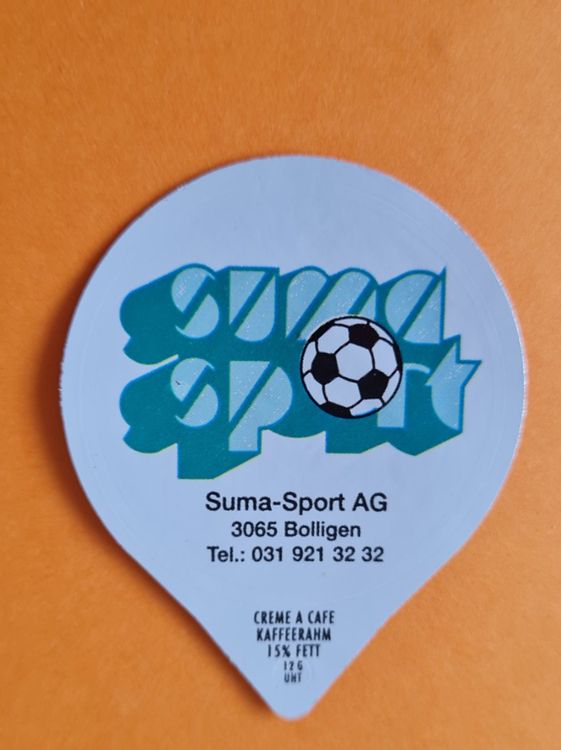 suma
sport
Suma-Sport AG
3065 Bolligen
Tel.: 031 921 32 32
CREME A CAFE
KAFFEERAHM
15% FETT
12 G
UHT